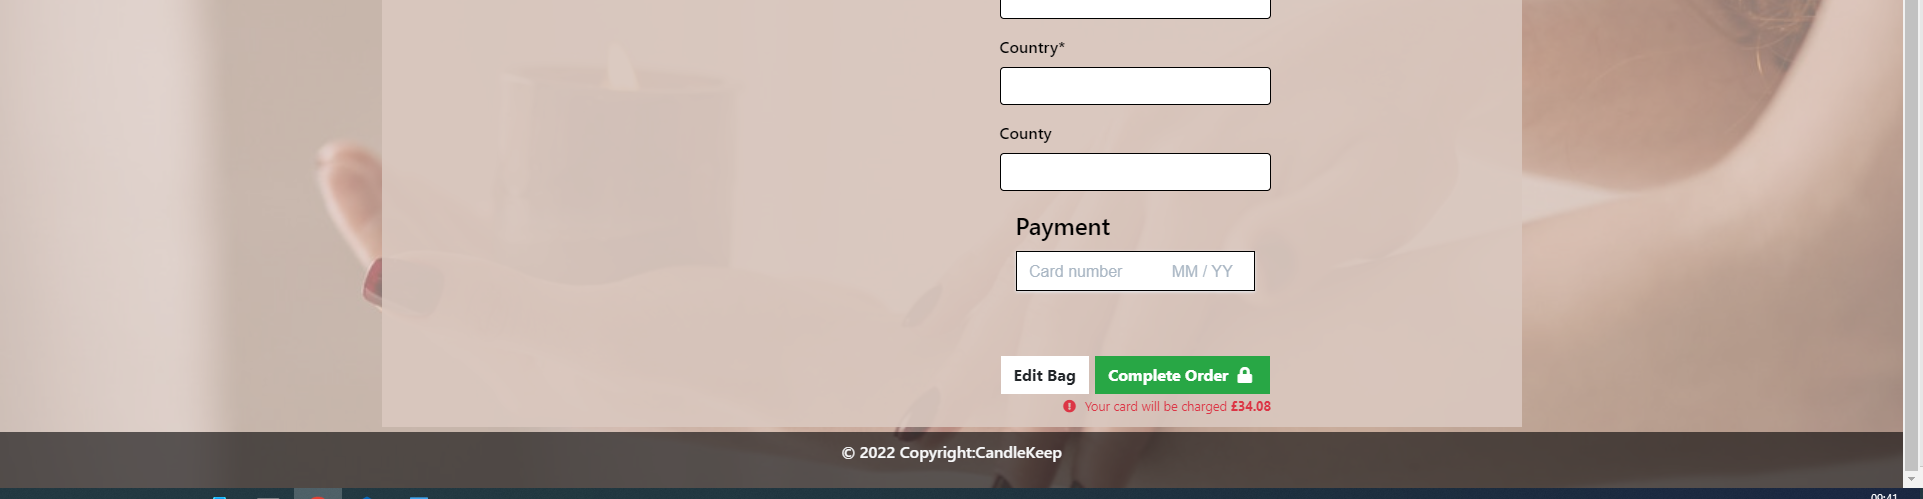 Country*
County
Payment
Card number MM / YY
Edit Bag Complete Order
Your card will be charged £34.08
© 2022 Copyright:CandleKeep
09:41